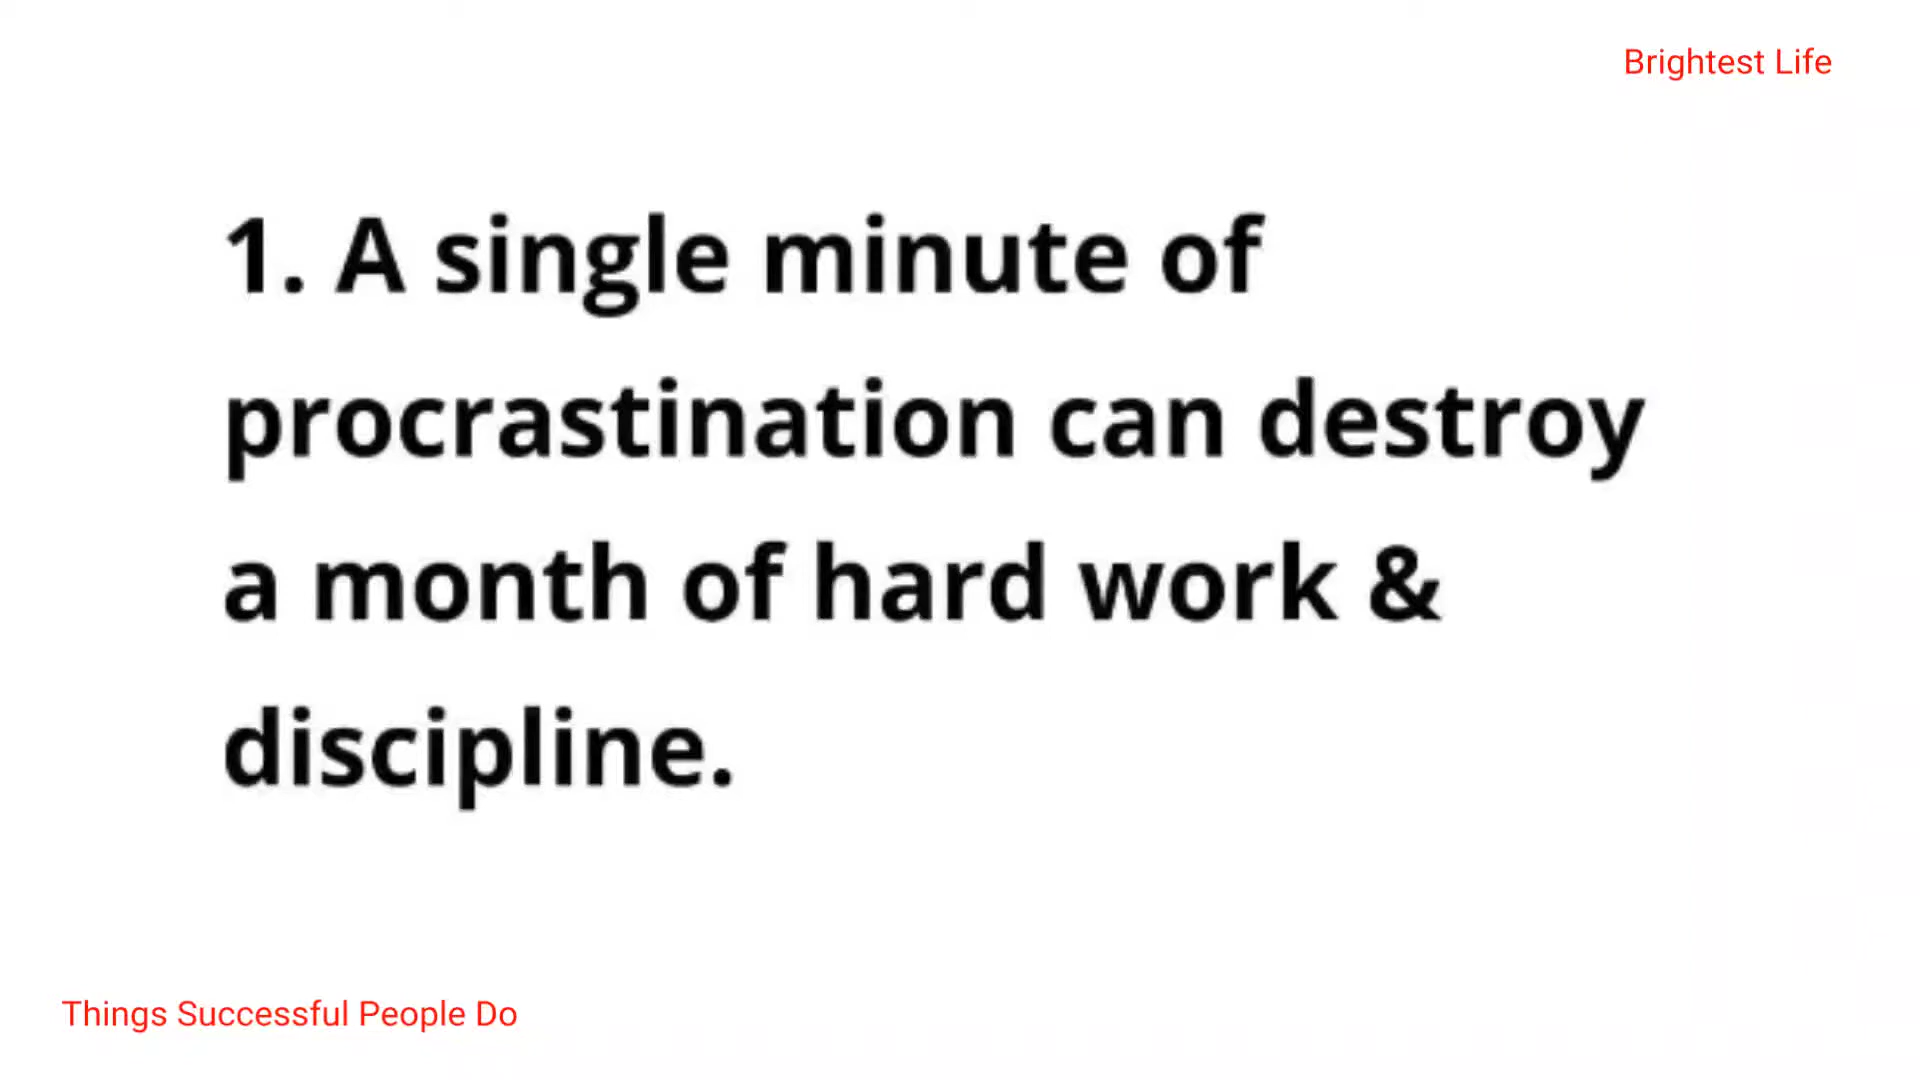 Brightest Life
1. A single minute of
procrastination can destroy
a month of hard work &
discipline.
Things Successful People Do